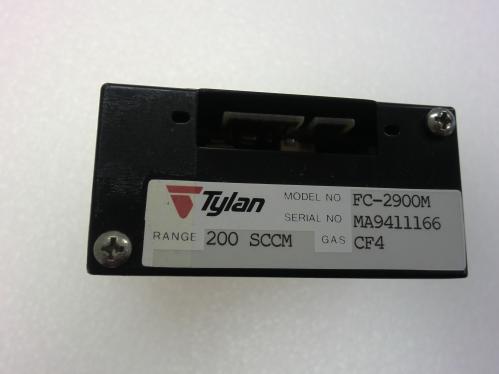 Tylan MODEL NO FC-2900M
SERIAL NO MA9411166
RANGE 200 SCCM GAS CF4